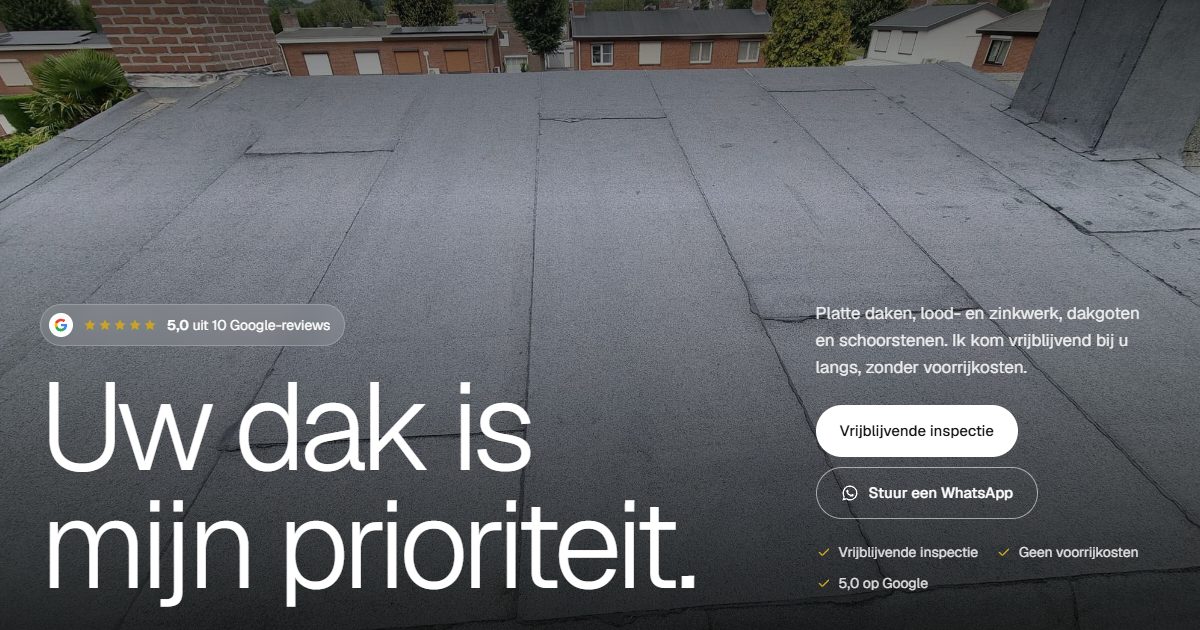 5,0 uit 10 Google-reviews
Uw dak is
mijn prioriteit.
Platte daken, lood- en zinkwerk, dakgoten
en schoorstenen. Ik kom vrijblijvend bij u
langs, zonder voorrijkosten.
Vrijblijvende inspectie
Stuur een WhatsApp
Vrijblijvende inspectie
Geen voorrijkosten
5,0 op Google